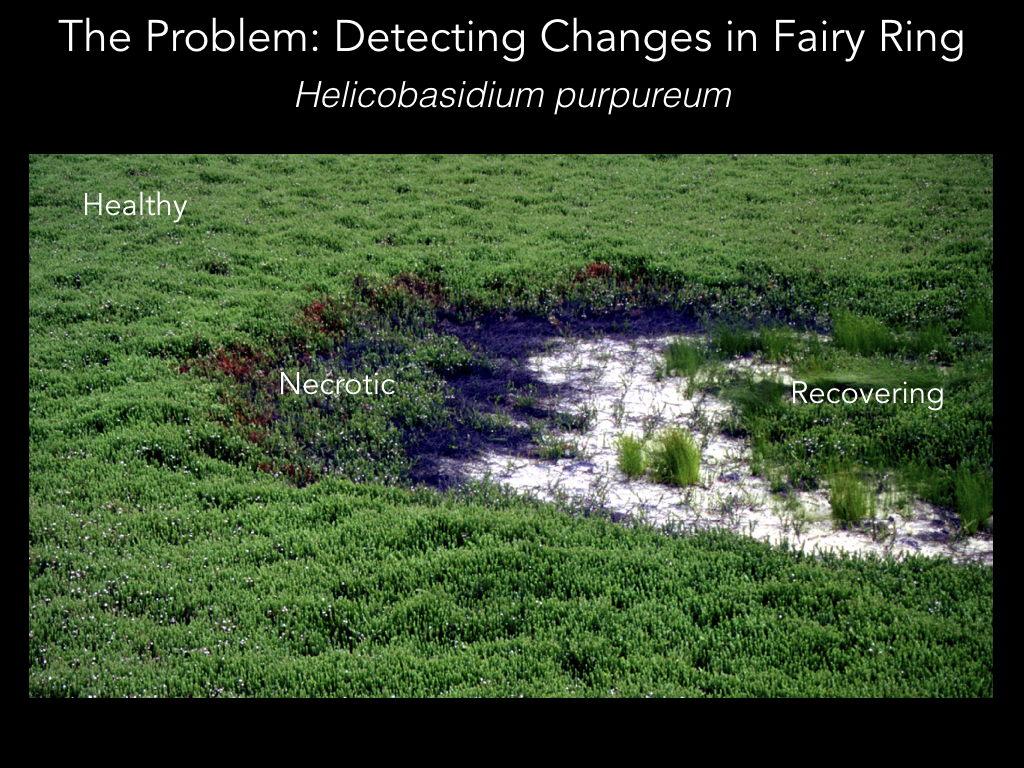 The Problem: Detecting Changes in Fairy Ring
Helicobasidium purpureum
Healthy
Necrotic
Recovering